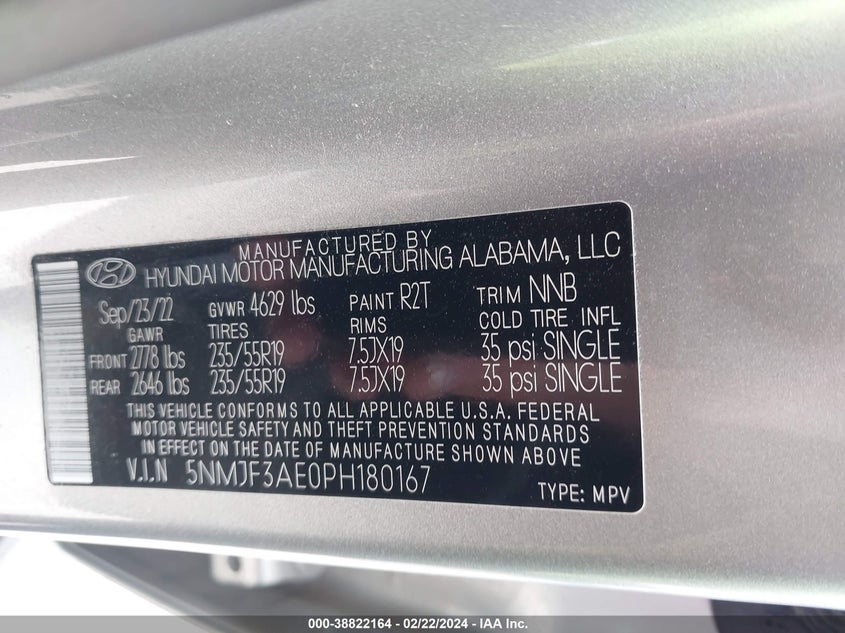 MANUFACTURED BY
HYUNDAI MOTOR MANUFACTURING ALABAMA, LLC
Sep/23/22 GVWR 4629 lbs PAINT R2T TRIM NNB
GAWR TIRES RIMS COLD TIRE INFL
FRONT 2778 lbs 235/55R19 7.5JX19 35 psi SINGLE
REAR 2646 lbs 235/55R19 7.5JX19 35 psi SINGLE
THIS VEHICLE CONFORMS TO ALL APPLICABLE U.S.A. FEDERAL
MOTOR VEHICLE SAFETY AND THEFT PREVENTION STANDARDS
IN EFFECT ON THE DATE OF MANUFACTURE SHOWN ABOVE
V.I.N 5NMJF3AE0PH180167
TYPE: MPV
000-38822164 - 02/22/2024 - IAA Inc.